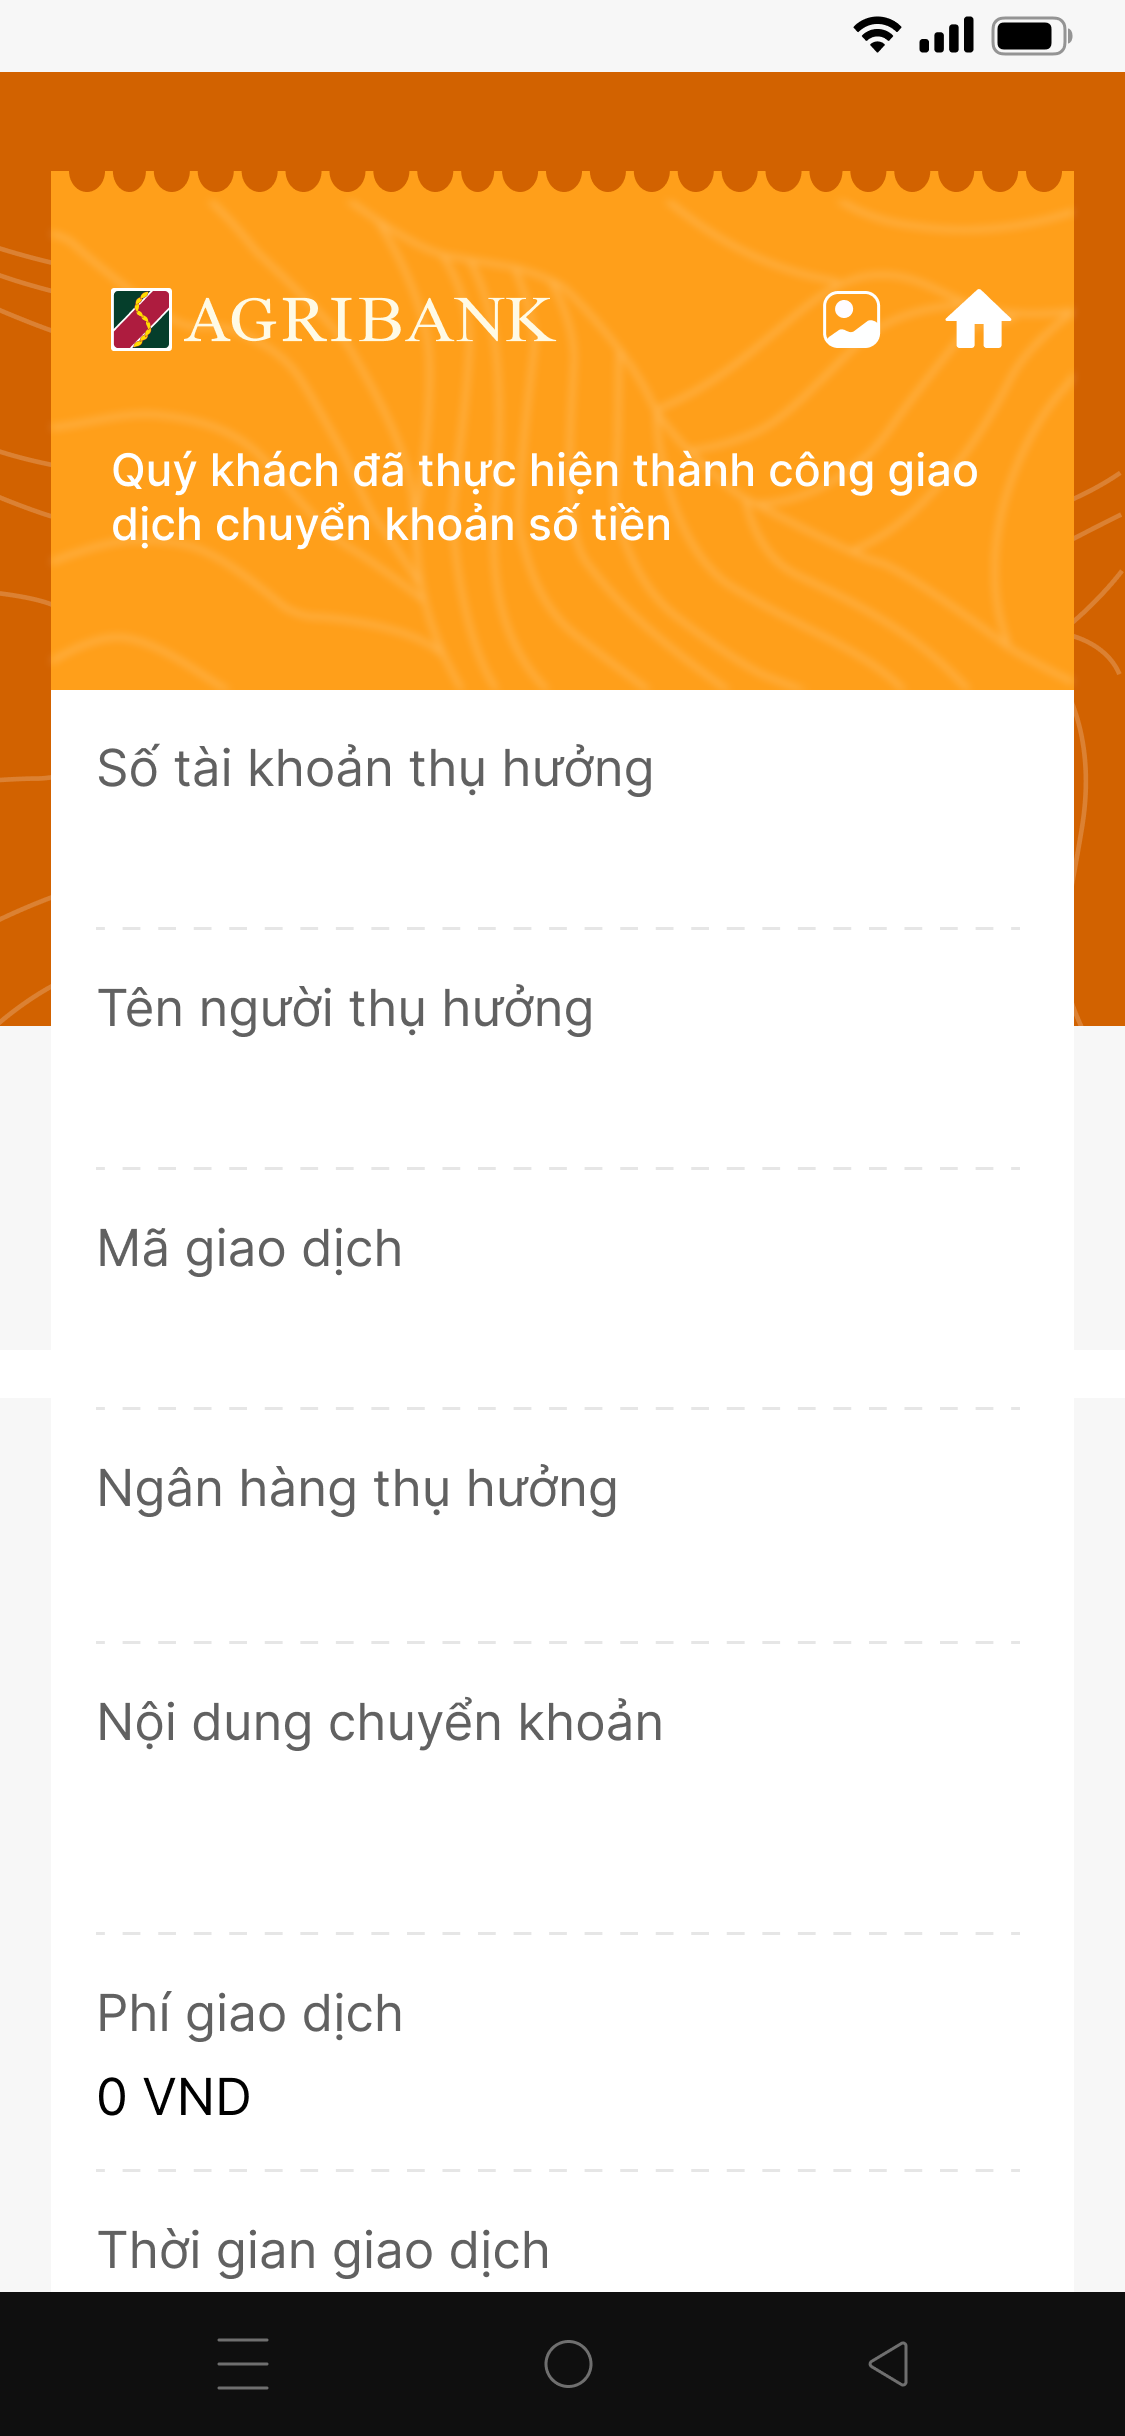 AGRIBANK
Quý khách đã thực hiện thành công giao
dịch chuyển khoản số tiền
Số tài khoản thụ hưởng
Tên người thụ hưởng
Mã giao dịch
Ngân hàng thụ hưởng
Nội dung chuyển khoản
Phí giao dịch
0 VND
Thời gian giao dịch